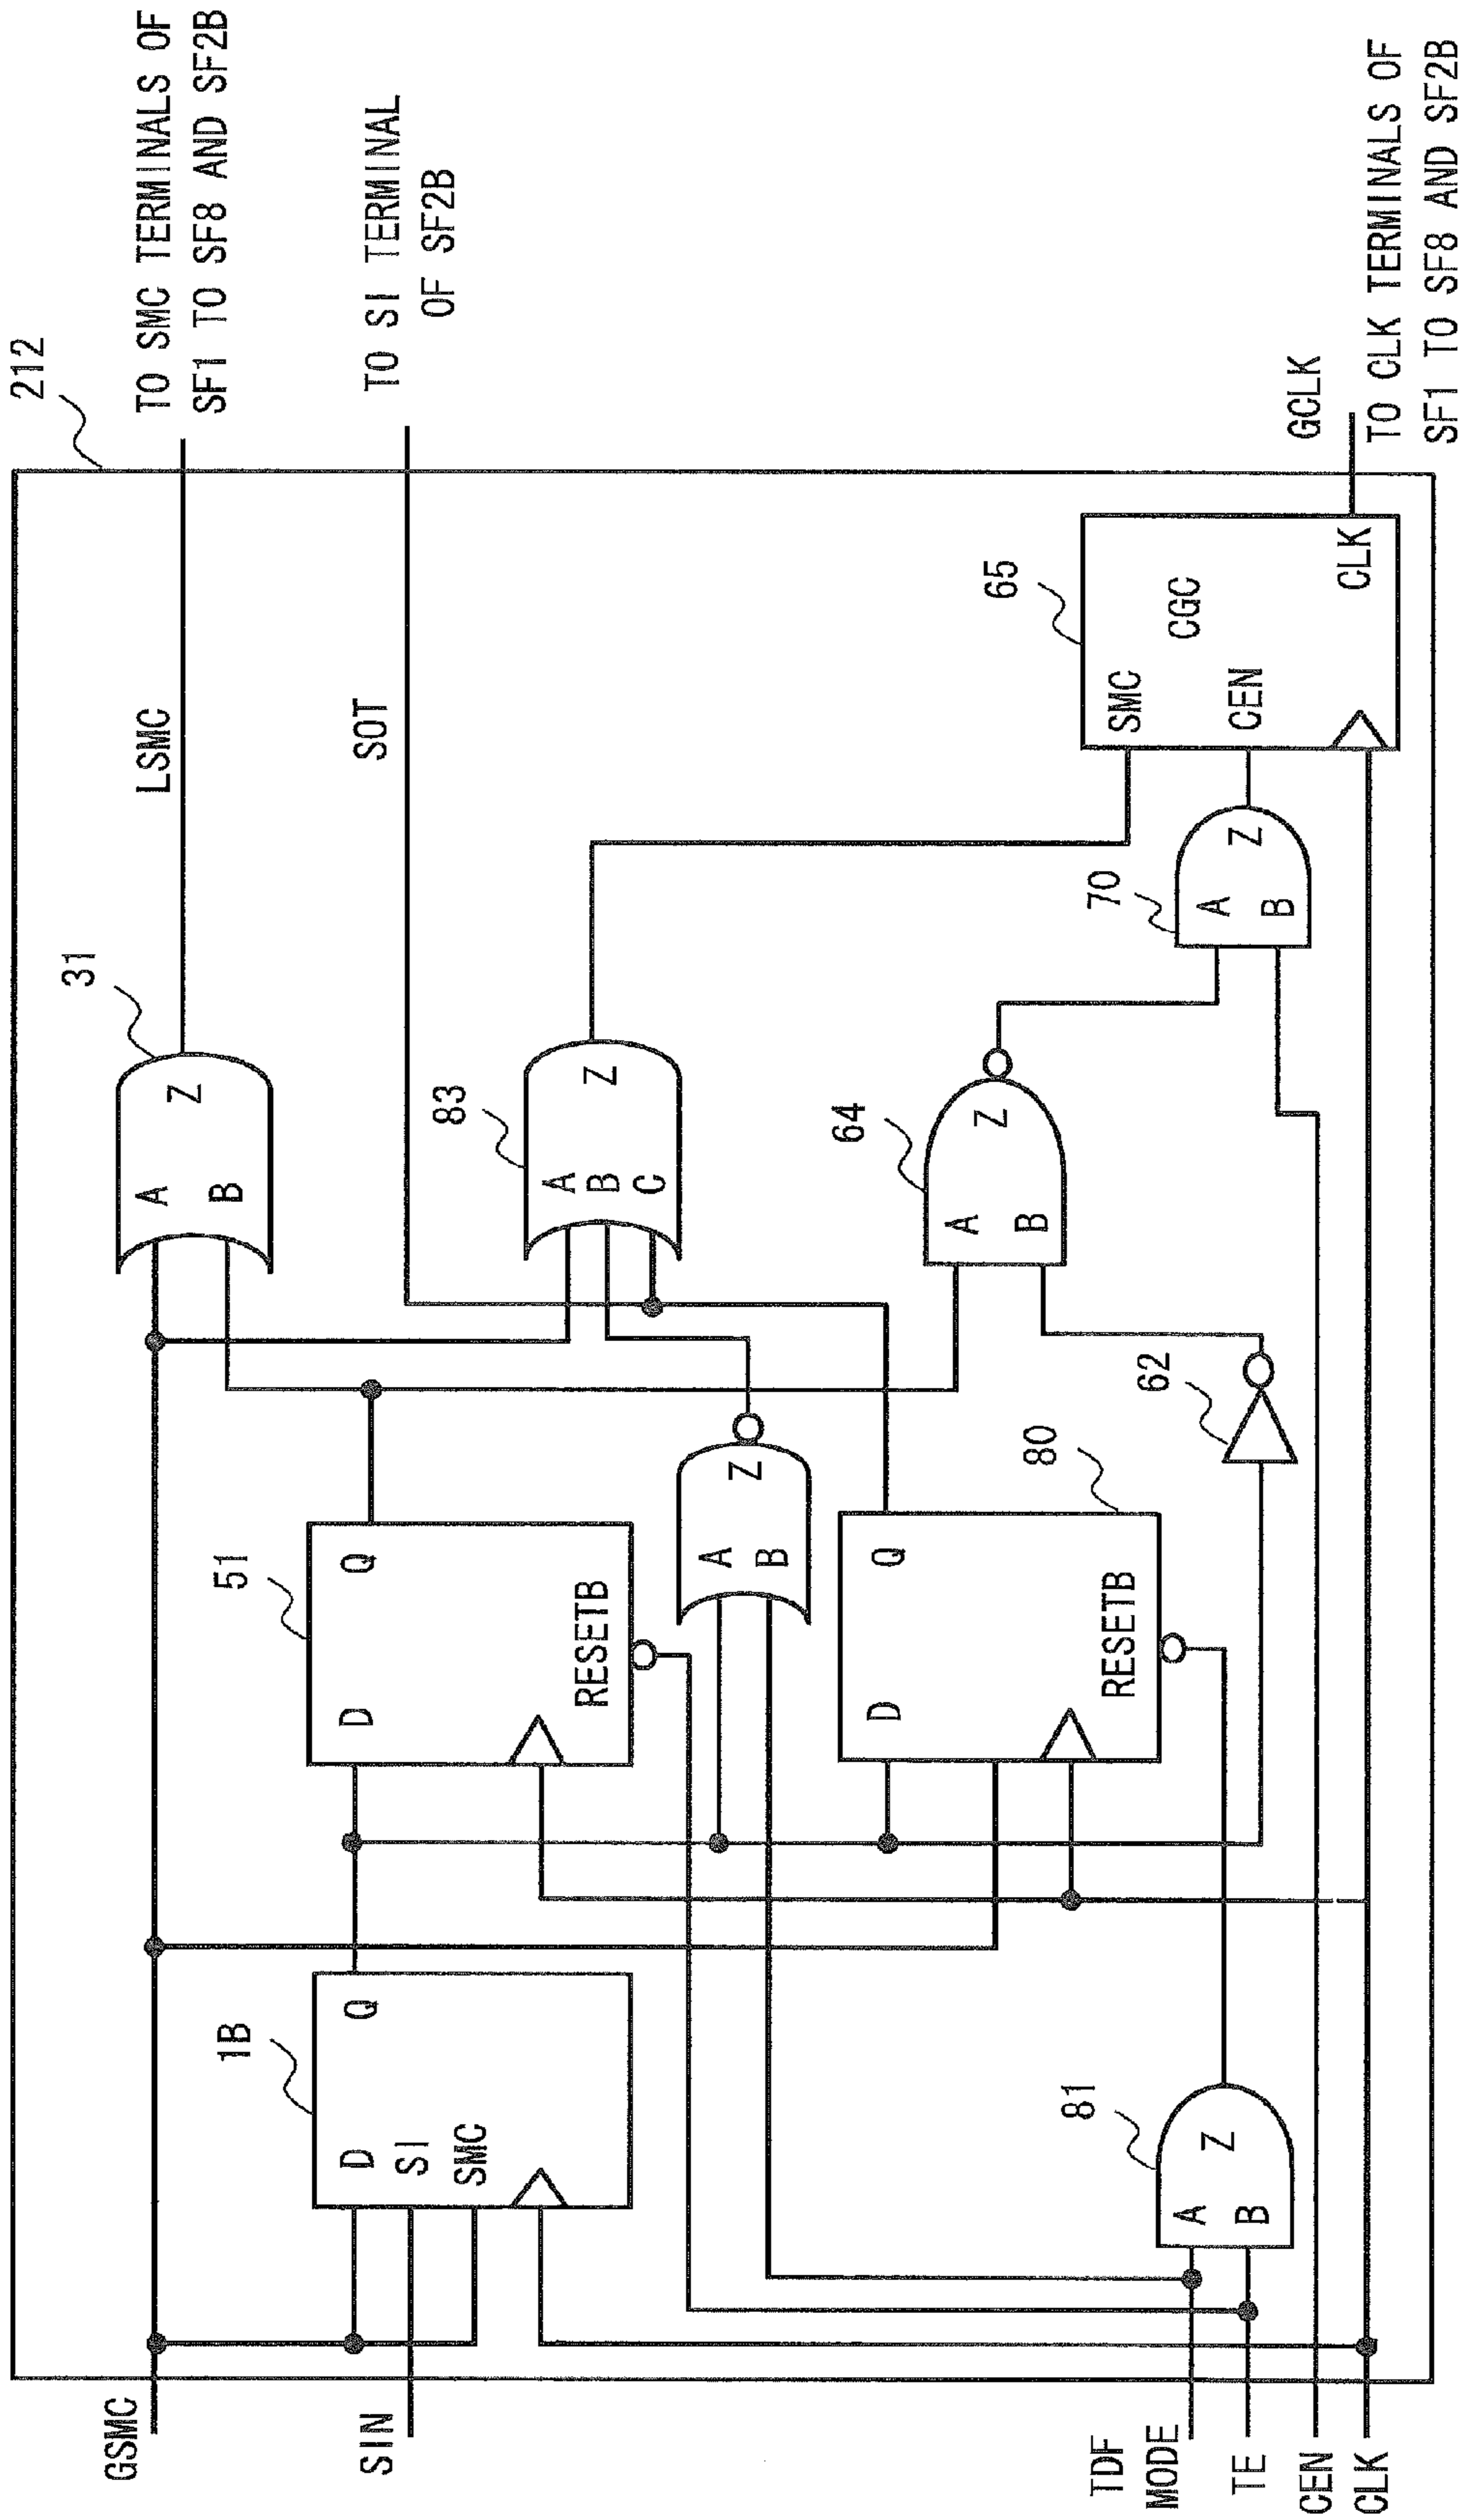 212
TO SMC TERMINALS OF
SF1 TO SF8 AND SF2B
TO SI TERMINAL
OF SF2B
GCLK
TO CLK TERMINALS OF
SF1 TO SF8 AND SF2B
LSMC
SOT
31
A
B
Z
83
A
B
C
Z
65
SMC
CGC
CEN
CLK
70
A
B
Z
64
A
B
Z
62
51
D
Q
RESETB
A
B
Z
80
D
Q
RESETB
1B
D
SI
SMC
Q
81
A
B
Z
GSMC
SIN
TDF
MODE
TE
CEN
CLK